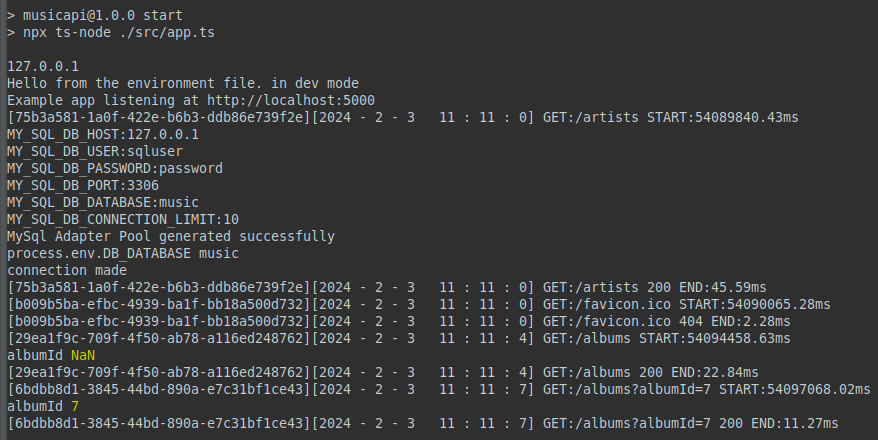 > musicapi@1.0.0 start
> npx ts-node ./src/app.ts
127.0.0.1
Hello from the environment file. in dev mode
Example app listening at http://localhost:5000
[75b3a581-1a0f-422e-b6b3-ddb86e739f2e][2024 - 2 - 3   11 : 11 : 0] GET:/artists START:54089840.43ms
MY_SQL_DB_HOST:127.0.0.1
MY_SQL_DB_USER:sqluser
MY_SQL_DB_PASSWORD:password
MY_SQL_DB_PORT:3306
MY_SQL_DB_DATABASE:music
MY_SQL_DB_CONNECTION_LIMIT:10
MySql Adapter Pool generated successfully
process.env.DB_DATABASE music
connection made
[75b3a581-1a0f-422e-b6b3-ddb86e739f2e][2024 - 2 - 3   11 : 11 : 0] GET:/artists 200 END:45.59ms
[b009b5ba-efbc-4939-ba1f-bb18a500d732][2024 - 2 - 3   11 : 11 : 0] GET:/favicon.ico START:54090065.28ms
[b009b5ba-efbc-4939-ba1f-bb18a500d732][2024 - 2 - 3   11 : 11 : 0] GET:/favicon.ico 404 END:2.28ms
[29ea1f9c-709f-4f50-ab78-a116ed248762][2024 - 2 - 3   11 : 11 : 4] GET:/albums START:54094458.63ms
albumId NaN
[29ea1f9c-709f-4f50-ab78-a116ed248762][2024 - 2 - 3   11 : 11 : 4] GET:/albums 200 END:22.84ms
[6bdbb8d1-3845-44bd-890a-e7c31bf1ce43][2024 - 2 - 3   11 : 11 : 7] GET:/albums?albumId=7 START:54097068.02ms
albumId 7
[6bdbb8d1-3845-44bd-890a-e7c31bf1ce43][2024 - 2 - 3   11 : 11 : 7] GET:/albums?albumId=7 200 END:11.27ms